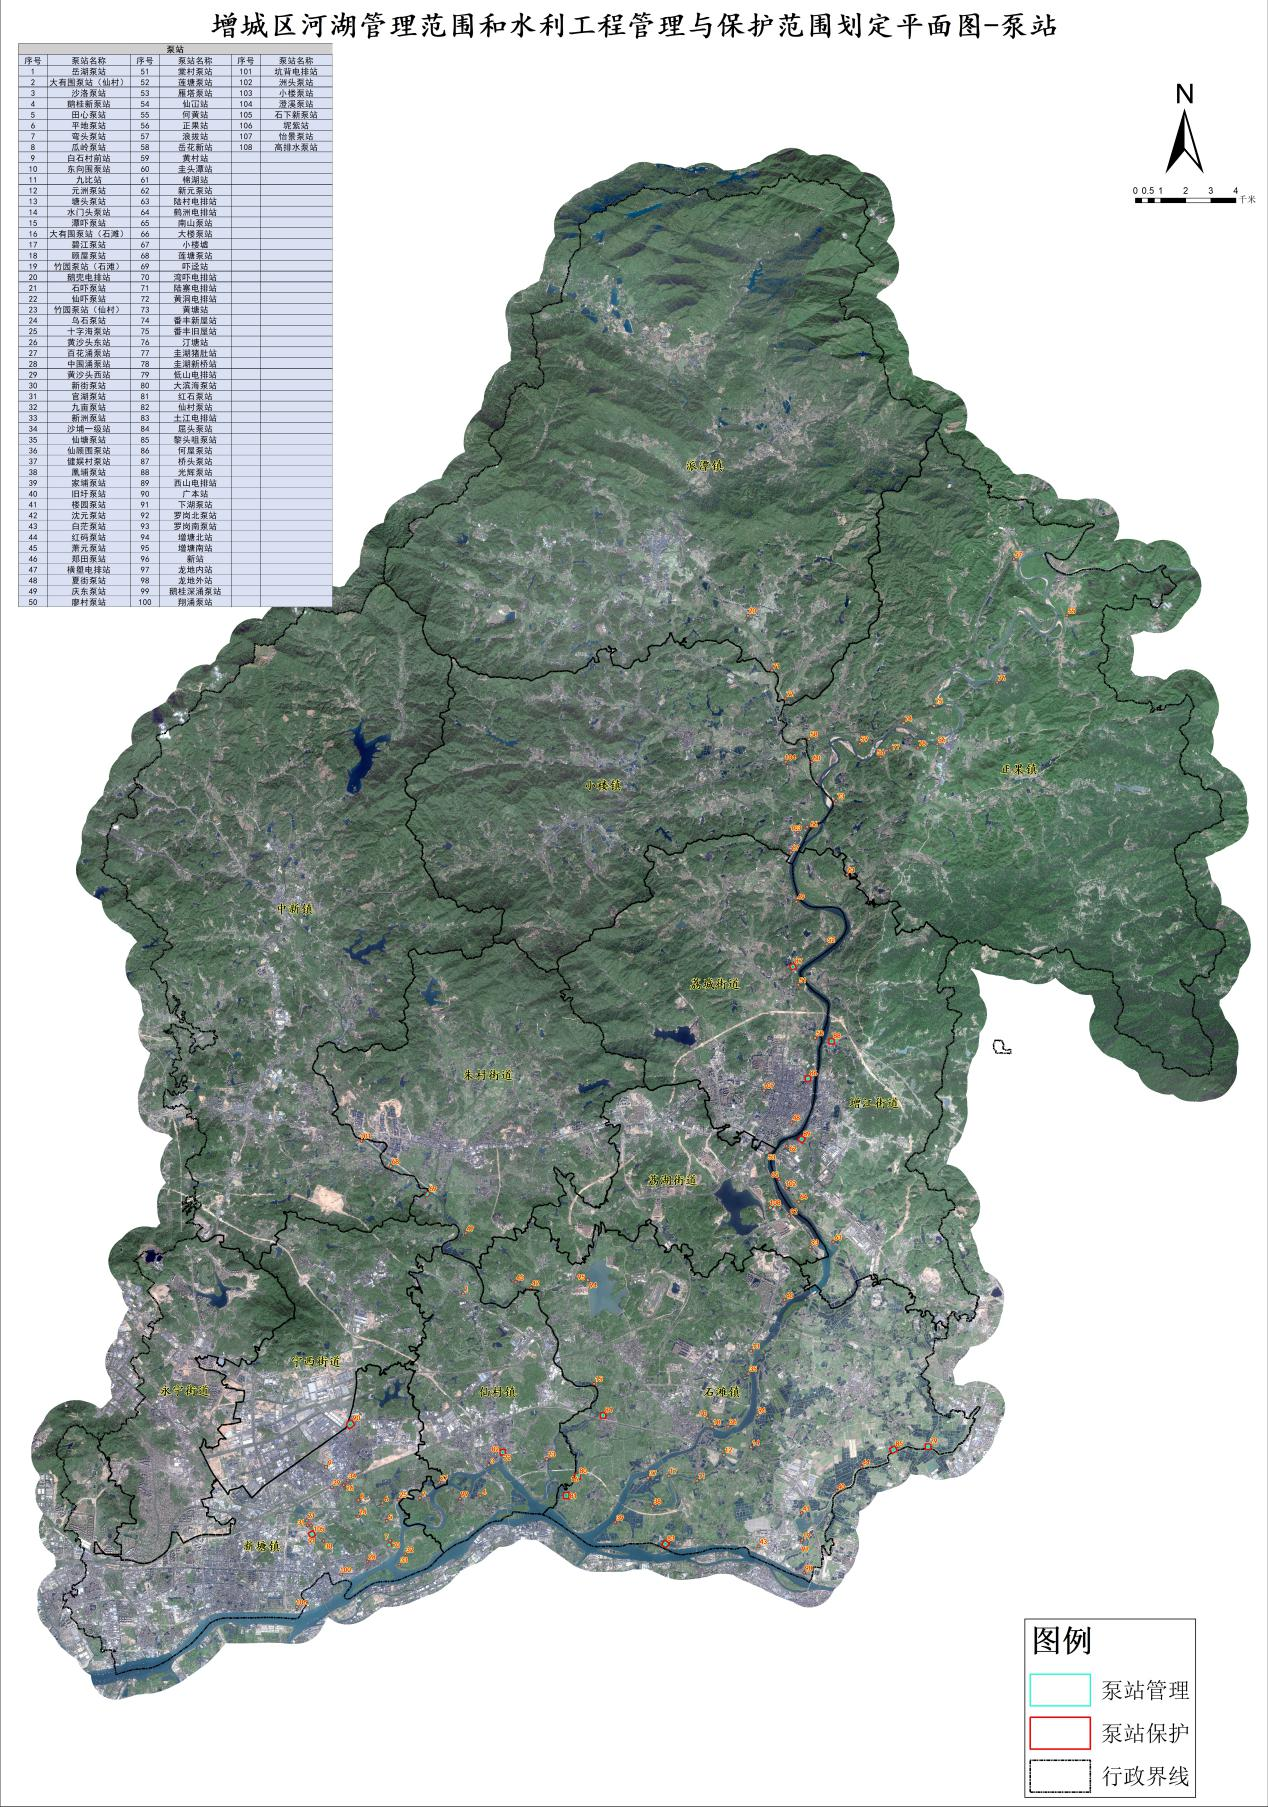 增城区河湖管理范围和水利工程管理与保护范围划定平面图-泵站
泵站
序号 泵站名称 序号 泵站名称 序号 泵站名称
1 岳湖泵站 51 棠村泵站 101 坑背电排站
2 大有围泵站（仙村） 52 莲塘泵站 102 洲头泵站
3 沙洛泵站 53 雁塔泵站 103 小楼泵站
4 鹅桂新泵站 54 仙冚站 104 澄溪泵站
5 田心泵站 55 何黄站 105 石下新泵站
6 平地泵站 56 正果站 106 坭紫站
7 弯头泵站 57 浪拔站 107 怡景泵站
8 瓜岭泵站 58 岳花新站 108 高排水泵站
9 白石村前站 59 黄村站
10 东向围泵站 60 圭头潭站
11 九比站 61 棉湖站
12 元洲泵站 62 新元泵站
13 塘头泵站 63 陆村电排站
14 水门头泵站 64 鹤洲电排站
15 潭吓泵站 65 南山泵站
16 大有围泵站（石滩） 66 大楼泵站
17 碧江泵站 67 小楼墟
18 顾屋泵站 68 莲塘泵站
19 竹园泵站（石滩） 69 吓迳站
20 鹅兜电排站 70 湾吓电排站
21 石吓泵站 71 陆寨电排站
22 仙吓泵站 72 黄洞电排站
23 竹园泵站（仙村） 73 黄塘站
24 乌石泵站 74 番丰新屋站
25 十字海泵站 75 番丰旧屋站
26 黄沙头东站 76 汀塘站
27 百花涌泵站 77 圭湖猪肚站
28 中围涌泵站 78 圭湖新桥站
29 黄沙头西站 79 低山电排站
30 新街泵站 80 大滨海泵站
31 官湖泵站 81 红石泵站
32 九亩泵站 82 仙村泵站
33 新洲泵站 83 土江电排站
34 沙埔一级站 84 屈头泵站
35 仙塘泵站 85 黎头咀泵站
36 仙顾围泵站 86 何屋泵站
37 健娱村泵站 87 桥头泵站
38 凰埔泵站 88 光辉泵站
39 家埔泵站 89 西山电排站
40 旧圩泵站 90 广本站
41 楼园泵站 91 下湖泵站
42 沈元泵站 92 罗岗北泵站
43 白茫泵站 93 罗岗南泵站
44 红码泵站 94 增塘北站
45 萧元泵站 95 增塘南站
46 郑田泵站 96 新站
47 横塱电排站 97 龙地内站
48 夏街泵站 98 龙地外站
49 庆东泵站 99 鹅桂深涌泵站
50 廖村泵站 100 翔涌泵站
N
0 0.5 1 2 3 4
千米
派潭镇
小楼镇
正果镇
中新镇
荔城街道
朱村街道
增江街道
荔湖街道
宁西街道
永宁街道
仙村镇
石滩镇
新塘镇
图例
泵站管理
泵站保护
行政界线